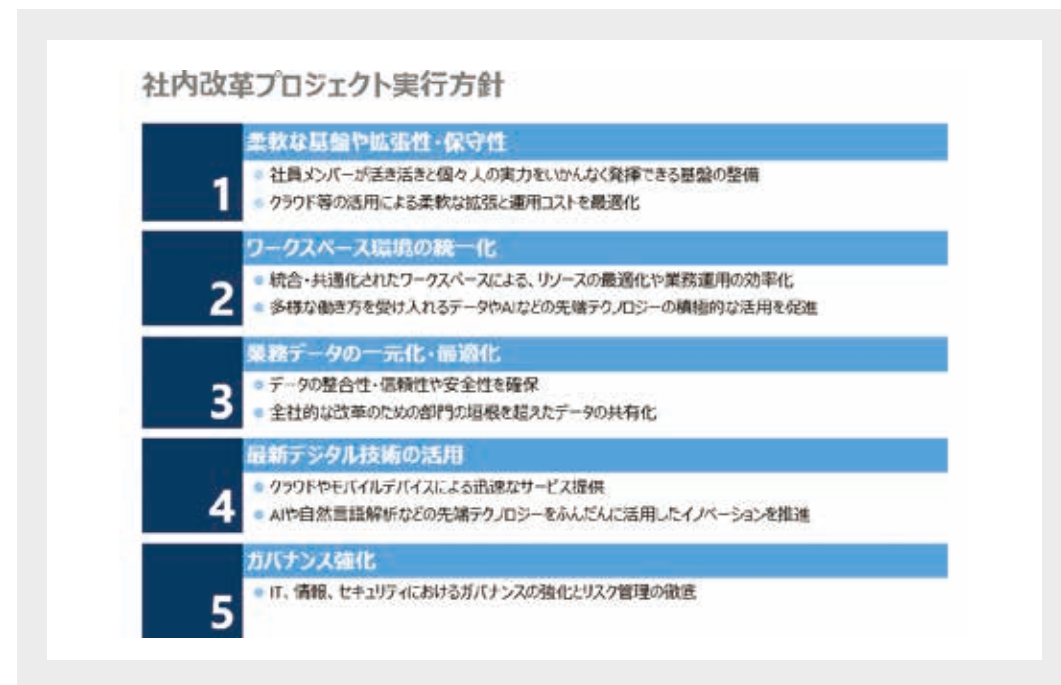 社内改革プロジェクト実行方針
1
柔軟な基盤や拡張性・保守性
社員メンバーが活き活きと個々人の実力をいかんなく発揮できる基盤の整備
クラウド等の活用による柔軟な拡張と運用コストを最適化
2
ワークスペース環境の統一化
統合・共通化されたワークスペースによる、リソースの最適化や業務運用の効率化
多様な働き方を受け入れるデータやAIなどの先端テクノロジーの積極的な活用を促進
3
業務データの一元化・最適化
データの整合性・信頼性や安全性を確保
全社的な改革のための部門の垣根を超えたデータの共有化
4
最新デジタル技術の活用
クラウドやモバイルデバイスによる迅速なサービス提供
AIや自然言語解析などの先端テクノロジーをふんだんに活用したイノベーションを推進
5
ガバナンス強化
IT、情報、セキュリティにおけるガバナンスの強化とリスク管理の徹底